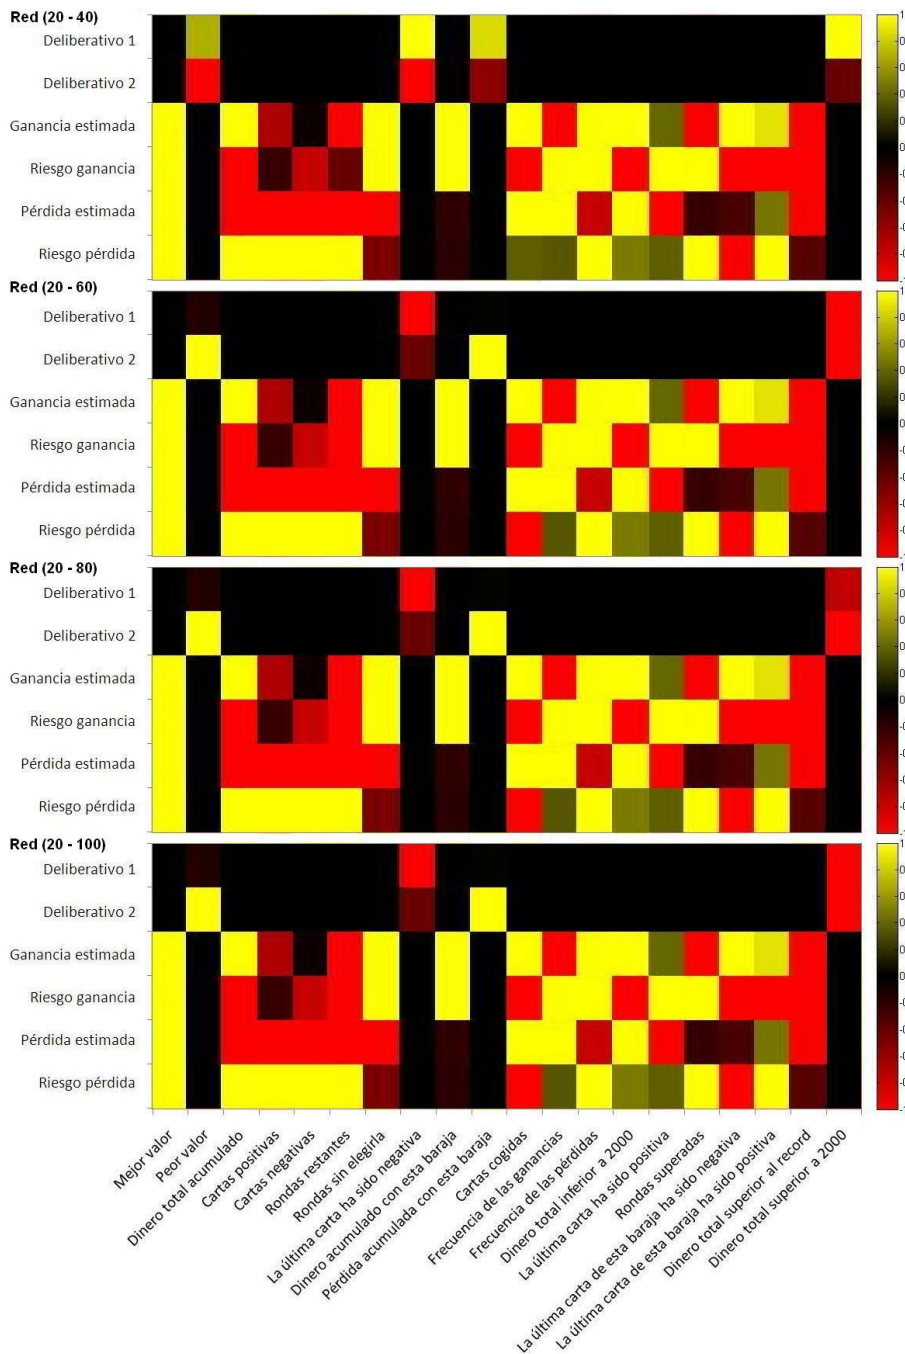 Red (20 - 40)
Deliberativo 1
Deliberativo 2
Ganancia estimada
Riesgo ganancia
Pérdida estimada
Riesgo pérdida
Red (20 - 60)
Deliberativo 1
Deliberativo 2
Ganancia estimada
Riesgo ganancia
Pérdida estimada
Riesgo pérdida
Red (20 - 80)
Deliberativo 1
Deliberativo 2
Ganancia estimada
Riesgo ganancia
Pérdida estimada
Riesgo pérdida
Red (20 - 100)
Deliberativo 1
Deliberativo 2
Ganancia estimada
Riesgo ganancia
Pérdida estimada
Riesgo pérdida
Mejor valor
Peor valor
Dinero total acumulado
Cartas positivas
Cartas negativas
Rondas restantes
Rondas sin elegirla
La última carta ha sido negativa
Dinero acumulado con esta baraja
Pérdida acumulada con esta baraja
Cartas cogidas
Frecuencia de las ganancias
Frecuencia de las pérdidas
Dinero total inferior a 2000
La última carta ha sido positiva
Rondas superadas
La última carta de esta baraja ha sido negativa
La última carta de esta baraja ha sido positiva
Dinero total superior al record
Dinero total superior a 2000